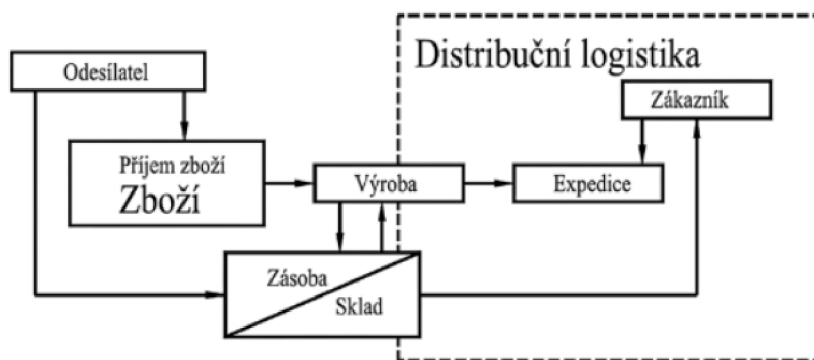 Distribuční logistika
Odesílatel
Zákazník
Příjem zboží
Zboží
Výroba
Expedice
Zásoba
Sklad